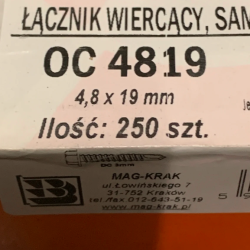 ŁĄCZNIK WIERCĄCY, SAM
OC 4819
4,8 x 19 mm
Ilość: 250 szt.
MAG-KRAK
ul.Łowińskiego 7
31-752 Kraków
tel./fax 012-643-51-19
www.mag-krak.pl